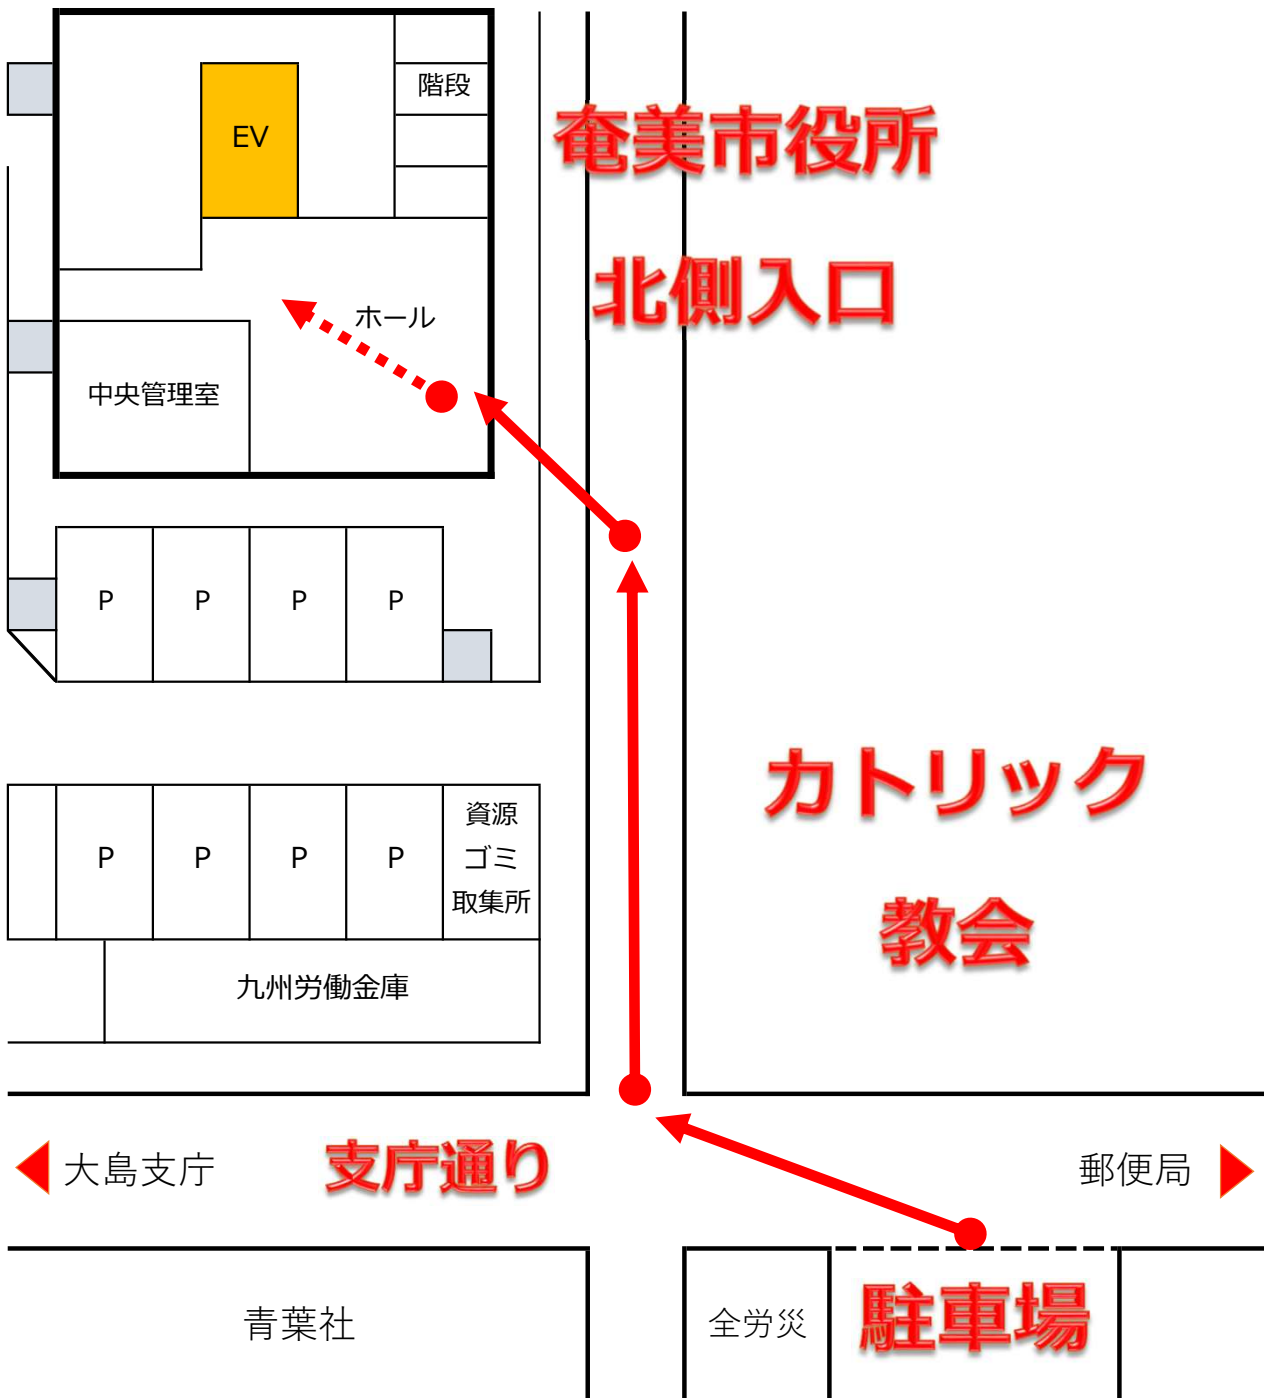 階段
EV
奄美市役所
北側入口
ホール
中央管理室
P P P P
カトリック
教会
P P P P
資源
ゴミ
取集所
九州労働金庫
大島支庁
支庁通り
郵便局
青葉社
全労災
駐車場